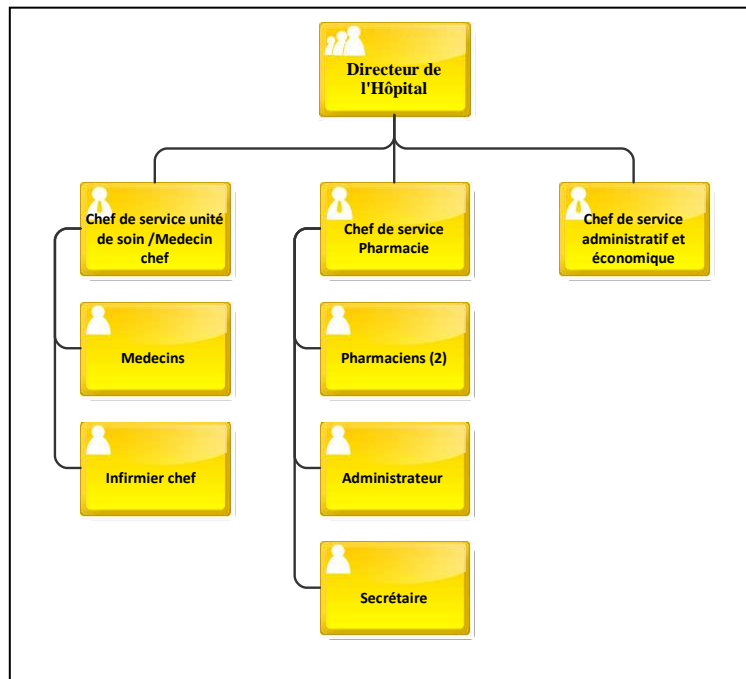 Directeur de
l'Hôpital
Chef de service unité
de soin /Medecin
chef
Chef de service
Pharmacie
Chef de service
administratif et
économique
Medecins
Pharmaciens (2)
Infirmier chef
Administrateur
Secrétaire